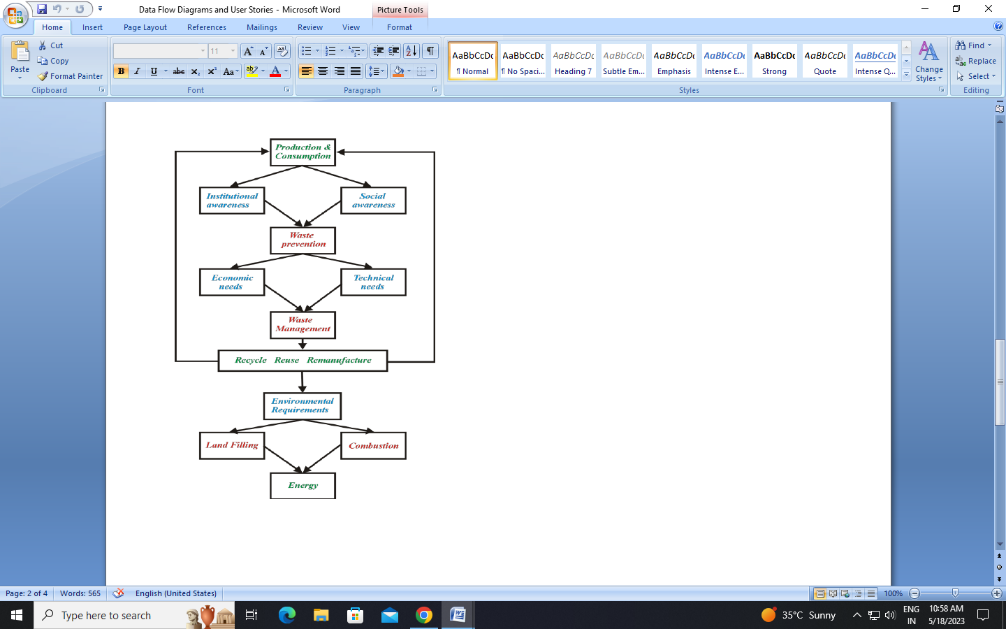 Data Flow Diagrams and User Stories - Microsoft Word
Picture Tools
Home Insert Page Layout References Mailings Review View Format
Paste
Cut
Copy
Format Painter
Clipboard
11
Font
Paragraph
AaBbCcDc AaBbCcDc AaBbCcDc AaBbCcDc AaBbCcDc AaBbCcDc AaBbCcDc AaBbCcDc AaBbCcDc
¶ Normal ¶ No Spaci... Heading 7 Subtle Em... Emphasis Intense E... Strong Quote Intense Q...
Change
Styles
Styles
Find
Replace
Select
Editing
Production &
Consumption
Institutional
awareness
Social
awareness
Waste
prevention
Economic
needs
Technical
needs
Waste
Management
Recycle Reuse Remanufacture
Environmental
Requirements
Land Filling
Combustion
Energy
Page: 2 of 4 Words: 565 English (United States) 100%
Type here to search
35°C Sunny
ENG
IN
10:58 AM
5/18/2023